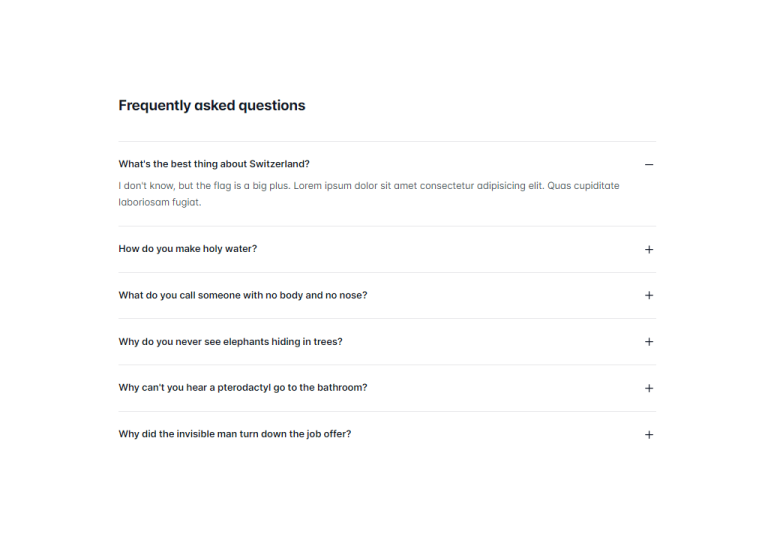 Frequently asked questions
What's the best thing about Switzerland?
I don't know, but the flag is a big plus. Lorem ipsum dolor sit amet consectetur adipisicing elit. Quas cupiditate
laboriosam fugiat.
How do you make holy water?
What do you call someone with no body and no nose?
Why do you never see elephants hiding in trees?
Why can't you hear a pterodactyl go to the bathroom?
Why did the invisible man turn down the job offer?